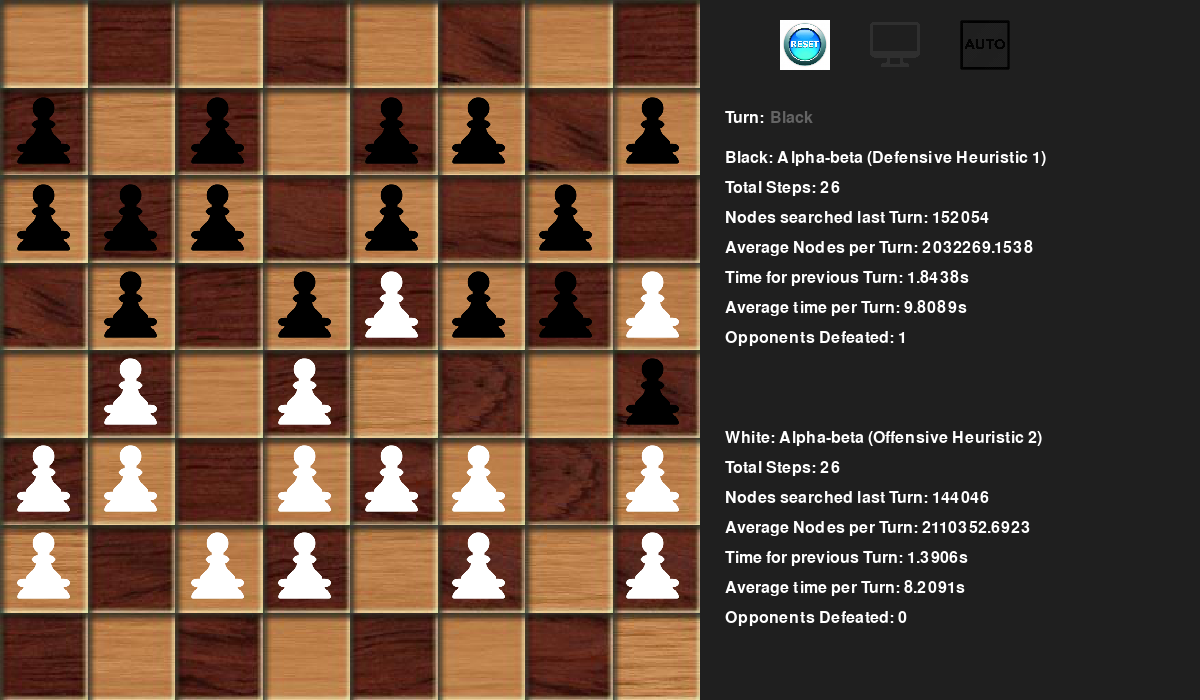 RESET
AUTO
Turn: Black
Black: Alpha-beta (Defensive Heuristic 1)
Total Steps: 26
Nodes searched last Turn: 152054
Average Nodes per Turn: 2032269.1538
Time for previous Turn: 1.8438s
Average time per Turn: 9.8089s
Opponents Defeated: 1
White: Alpha-beta (Offensive Heuristic 2)
Total Steps: 26
Nodes searched last Turn: 144046
Average Nodes per Turn: 2110352.6923
Time for previous Turn: 1.3906s
Average time per Turn: 8.2091s
Opponents Defeated: 0